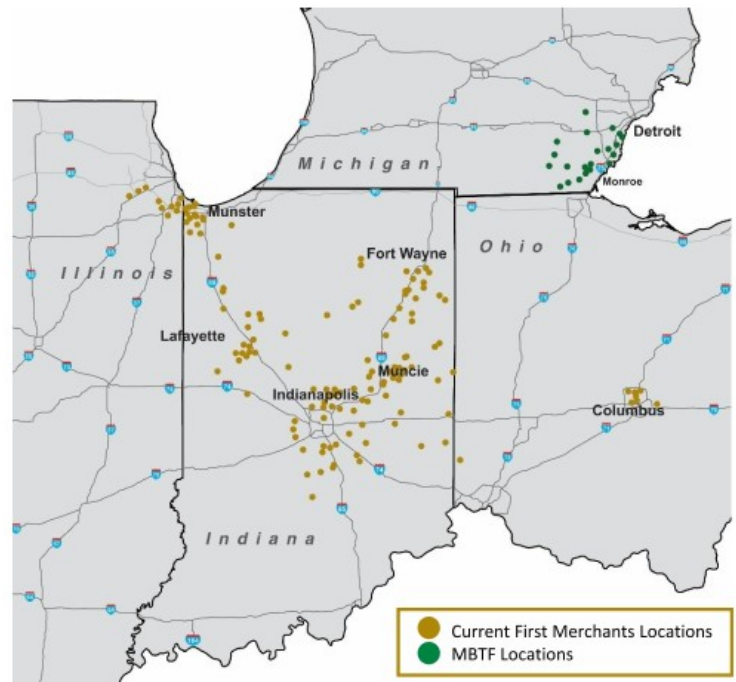 Detroit
Michigan
Monroe
Munster
Fort Wayne
Ohio
Illinois
Lafayette
Muncie
Indianapolis
Columbus
Indiana
Current First Merchants Locations
MBTF Locations